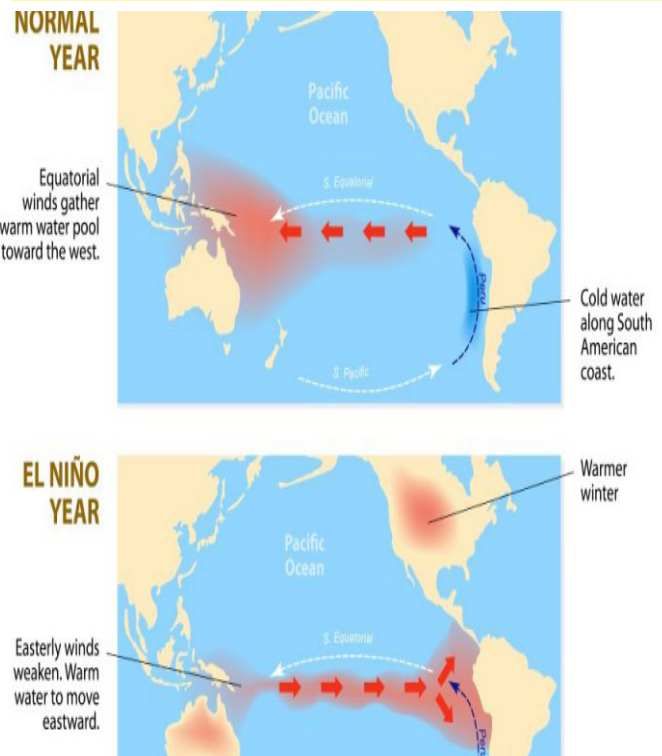 NORMAL
YEAR
Pacific
Ocean
Equatorial
winds gather
warm water pool
toward the west.
S. Equatorial
Peru
S. Pacific
Cold water
along South
American
coast.
EL NIÑO
YEAR
Warmer
winter
Pacific
Ocean
Easterly winds
weaken. Warm
water to move
eastward.
S. Equatorial
Peru